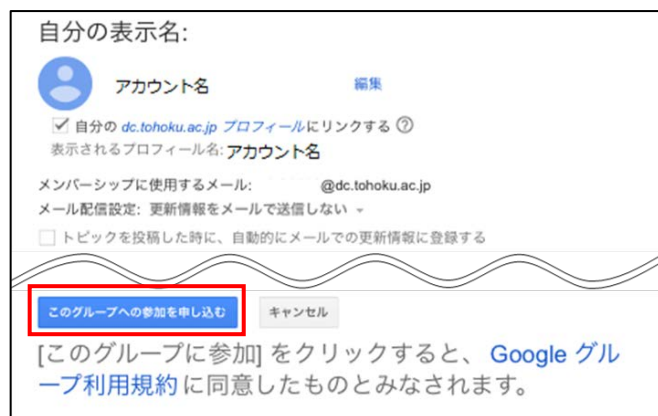 自分の表示名:
アカウント名 編集
自分の dc.tohoku.ac.jp プロフィールにリンクする ?
表示されるプロフィール名: アカウント名
メンバーシップに使用するメール: @dc.tohoku.ac.jp
メール配信設定: 更新情報をメールで送信しない
トピックを投稿した時に、自動的にメールでの更新情報に登録する
このグループへの参加を申し込む キャンセル
[このグループに参加] をクリックすると、 Google グル
ープ利用規約 に同意したものとみなされます。